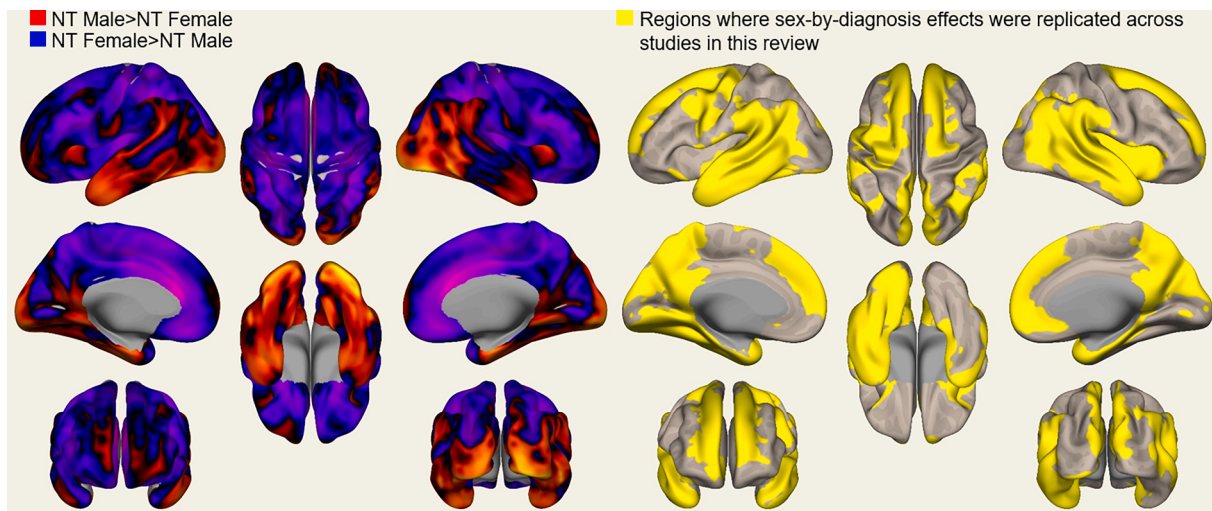 NT Male>NT Female
NT Female>NT Male
Regions where sex-by-diagnosis effects were replicated across
studies in this review